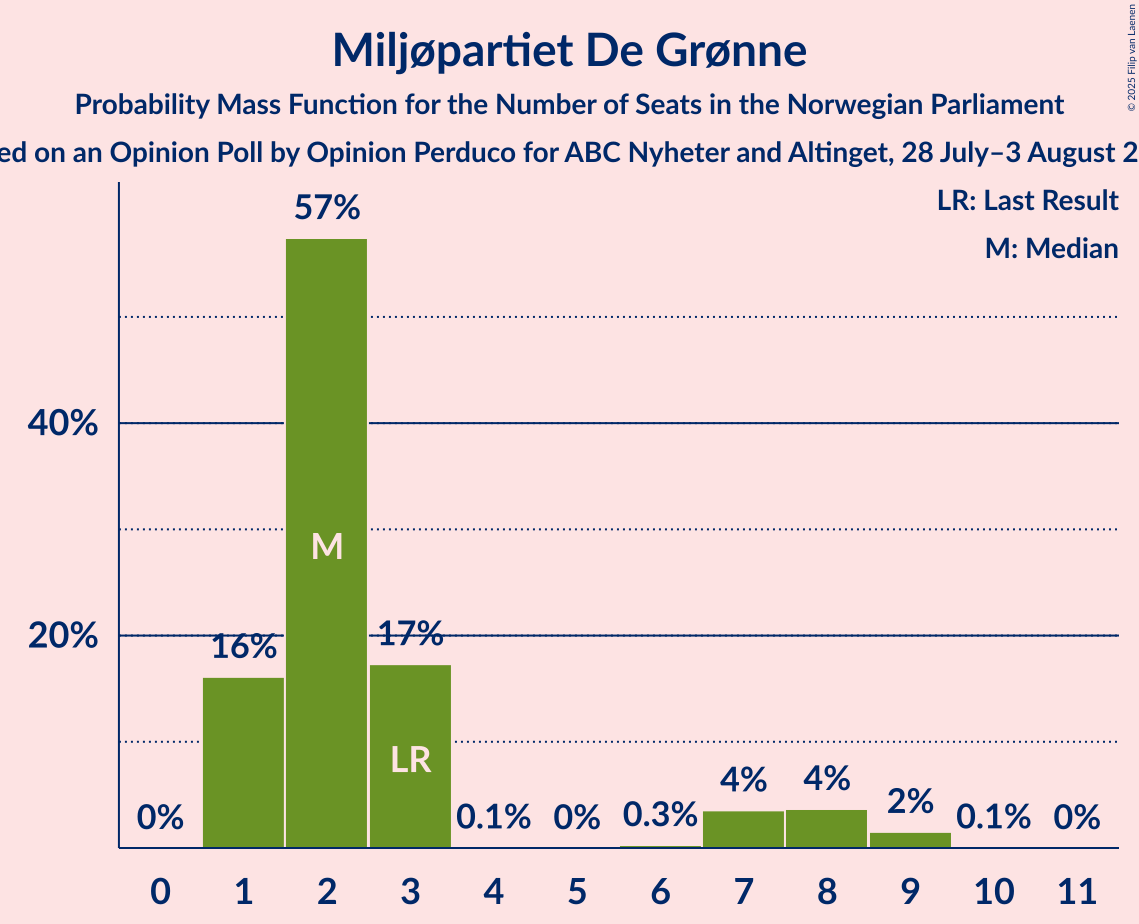 Miljøpartiet De Grønne
Probability Mass Function for the Number of Seats in the Norwegian Parliament
on an Opinion Poll by Opinion Perduco for ABC Nyheter and Altinget, 28 July–3 August
© 2025 Filip van Laenen
LR: Last Result
M: Median
57%
40%
M
20%
16%
17%
LR
0%
0.1%
0%
0.3%
4%
4%
2%
0.1%
0%
0 1 2 3 4 5 6 7 8 9 10 11